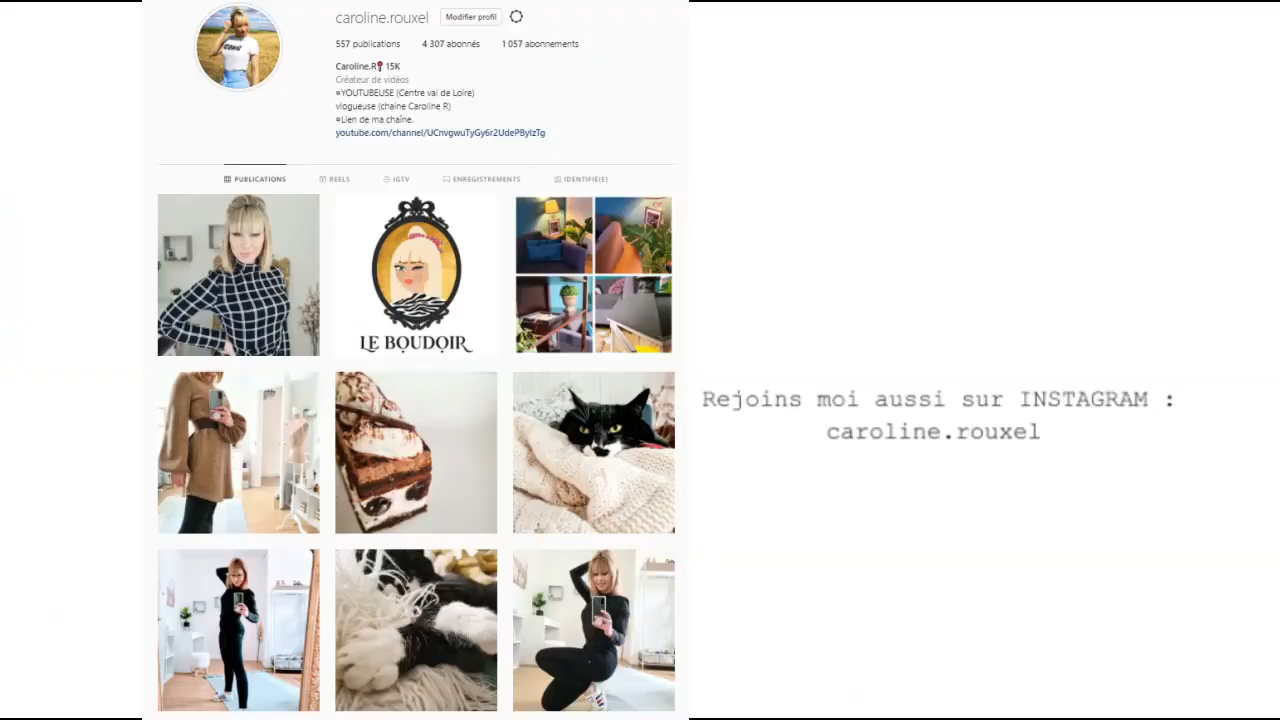 caroline.rouxel Modifier profil
557 publications 4 307 abonnés 1 057 abonnements
Caroline.R📍15K
Créateur de vidéos
¤YOUTUBEUSE (Centre val de Loire)
vlogueuse (chaine Caroline R)
¤Lien de ma chaîne.
youtube.com/channel/UCnvgwuTyGy6r2UdePBylzTg
PUBLICATIONS REELS IGTV ENREGISTREMENTS IDENTIFIÉ(E)
LE BOUDOIR
Rejoins moi aussi sur INSTAGRAM :
caroline.rouxel